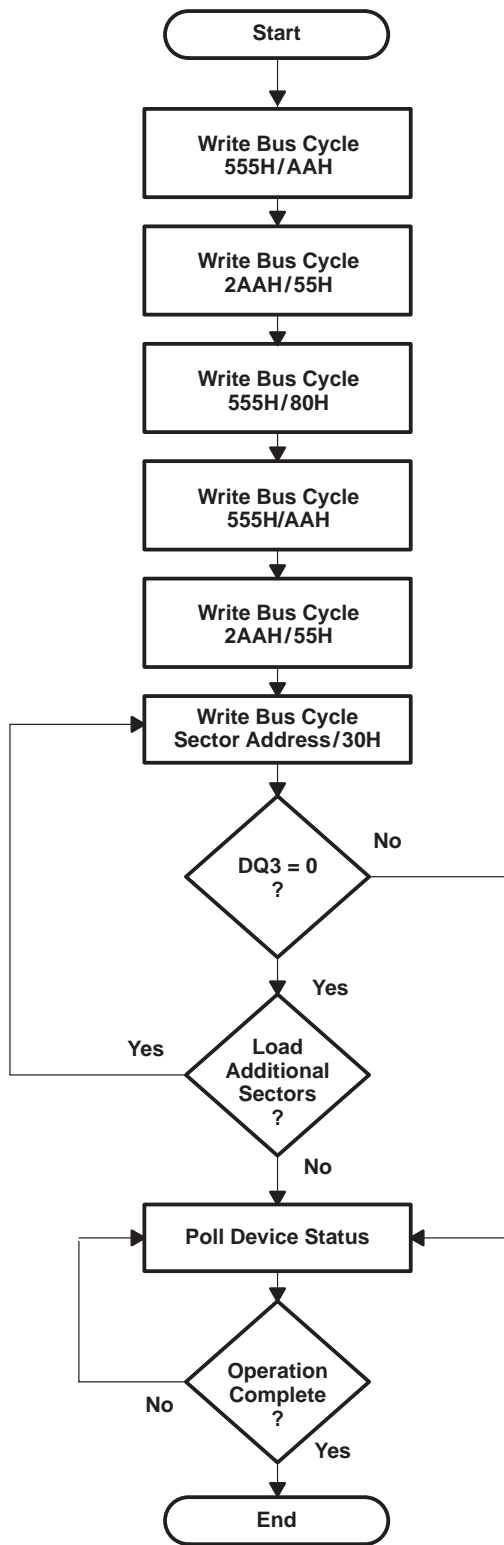 Start
Write Bus Cycle
555H/AAH
Write Bus Cycle
2AAH/55H
Write Bus Cycle
555H/80H
Write Bus Cycle
555H/AAH
Write Bus Cycle
2AAH/55H
Write Bus Cycle
Sector Address/30H
No
DQ3 = 0
?
Yes
Yes
Load
Additional
Sectors
?
No
Poll Device Status
Operation
Complete
?
No
Yes
End